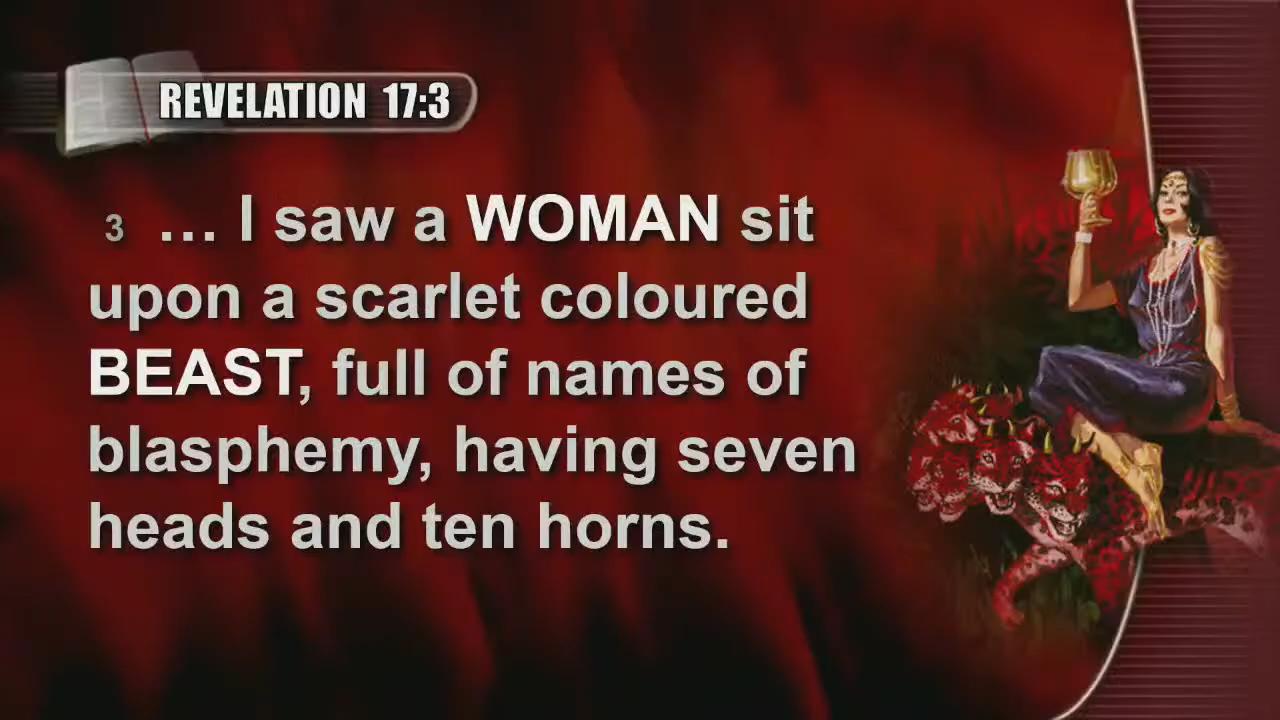 REVELATION 17:3
3 ... I saw a WOMAN sit
upon a scarlet coloured
BEAST, full of names of
blasphemy, having seven
heads and ten horns.